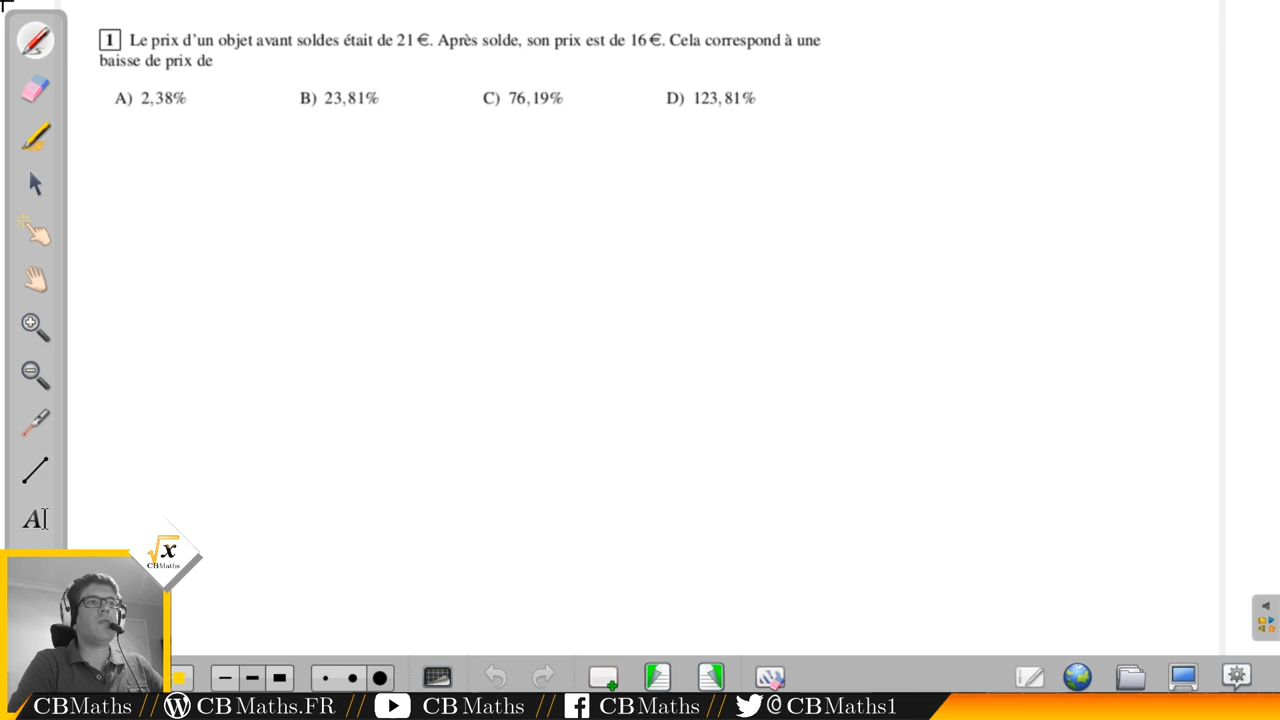 1 Le prix d'un objet avant soldes était de 21 €. Après solde, son prix est de 16 €. Cela correspond à une
baisse de prix de
A) 2,38% B) 23,81% C) 76,19% D) 123,81%
A
√x
CBMaths
CBMaths // CBMaths.FR // CBMaths // CBMaths // @CBMaths1